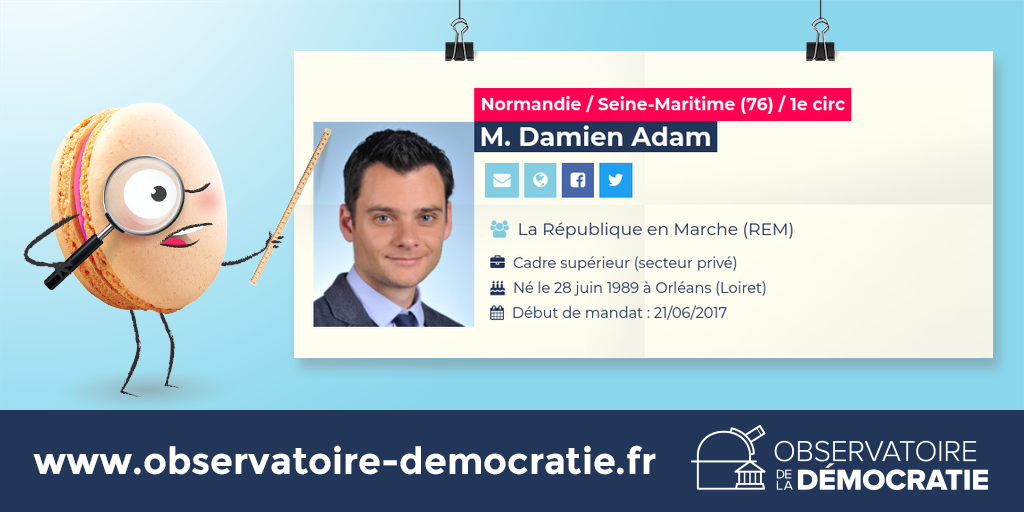 Normandie / Seine-Maritime (76) / 1e circ
M. Damien Adam
La République en Marche (REM)
Cadre supérieur (secteur privé)
Né le 28 juin 1989 à Orléans (Loiret)
Début de mandat : 21/06/2017
www.observatoire-democratie.fr
OBSERVATOIRE
DE LA DÉMOCRATIE